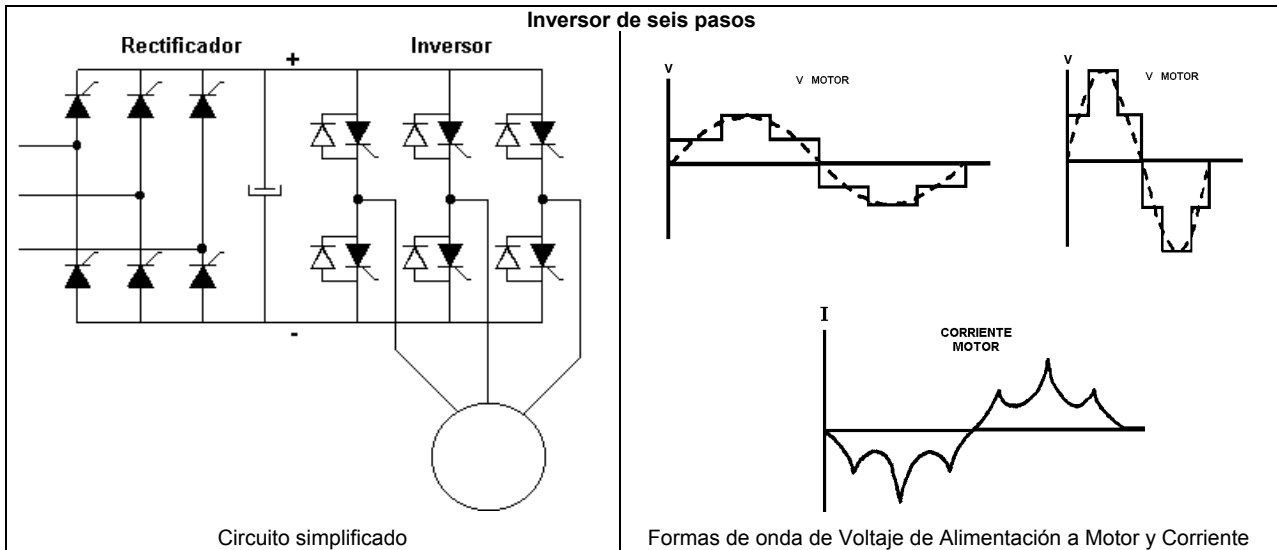 Inversor de seis pasos
Rectificador
Inversor
+
-
Circuito simplificado
V
V MOTOR
V
V MOTOR
I
CORRIENTE
MOTOR
Formas de onda de Voltaje de Alimentación a Motor y Corriente